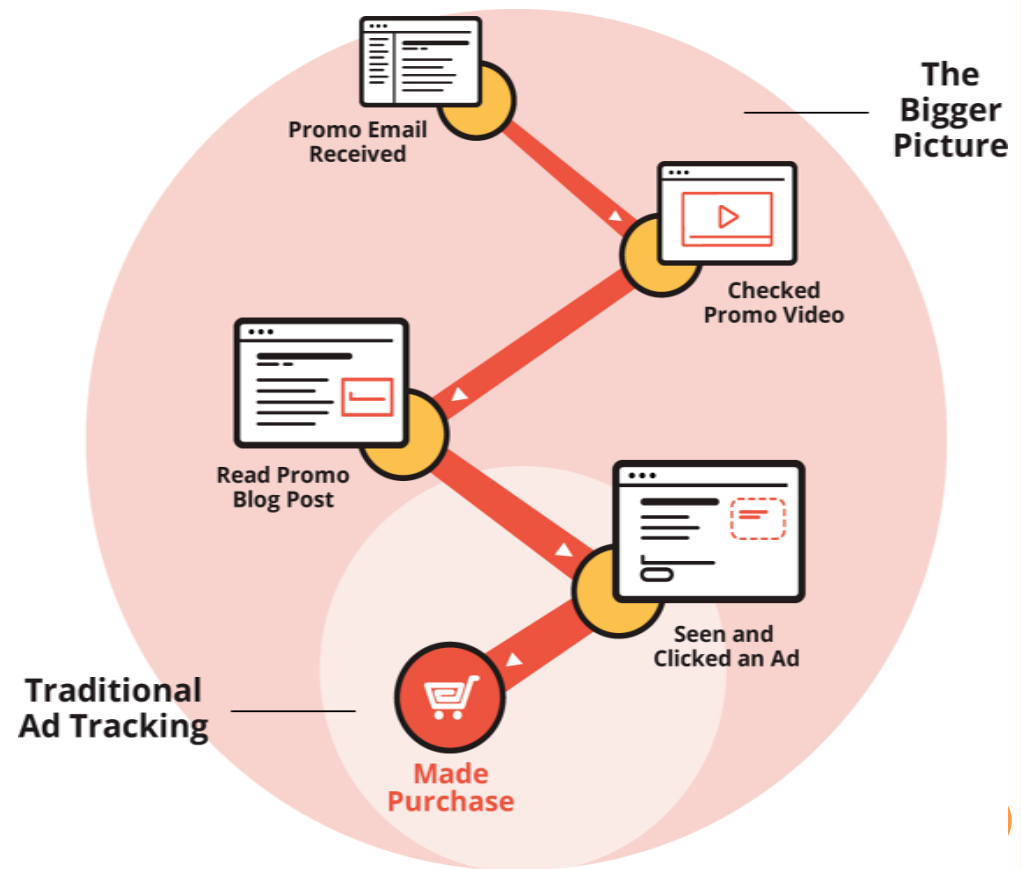 The
Bigger
Picture
Promo Email
Received
Checked
Promo Video
Read Promo
Blog Post
Seen and
Clicked an Ad
Traditional
Ad Tracking
Made
Purchase